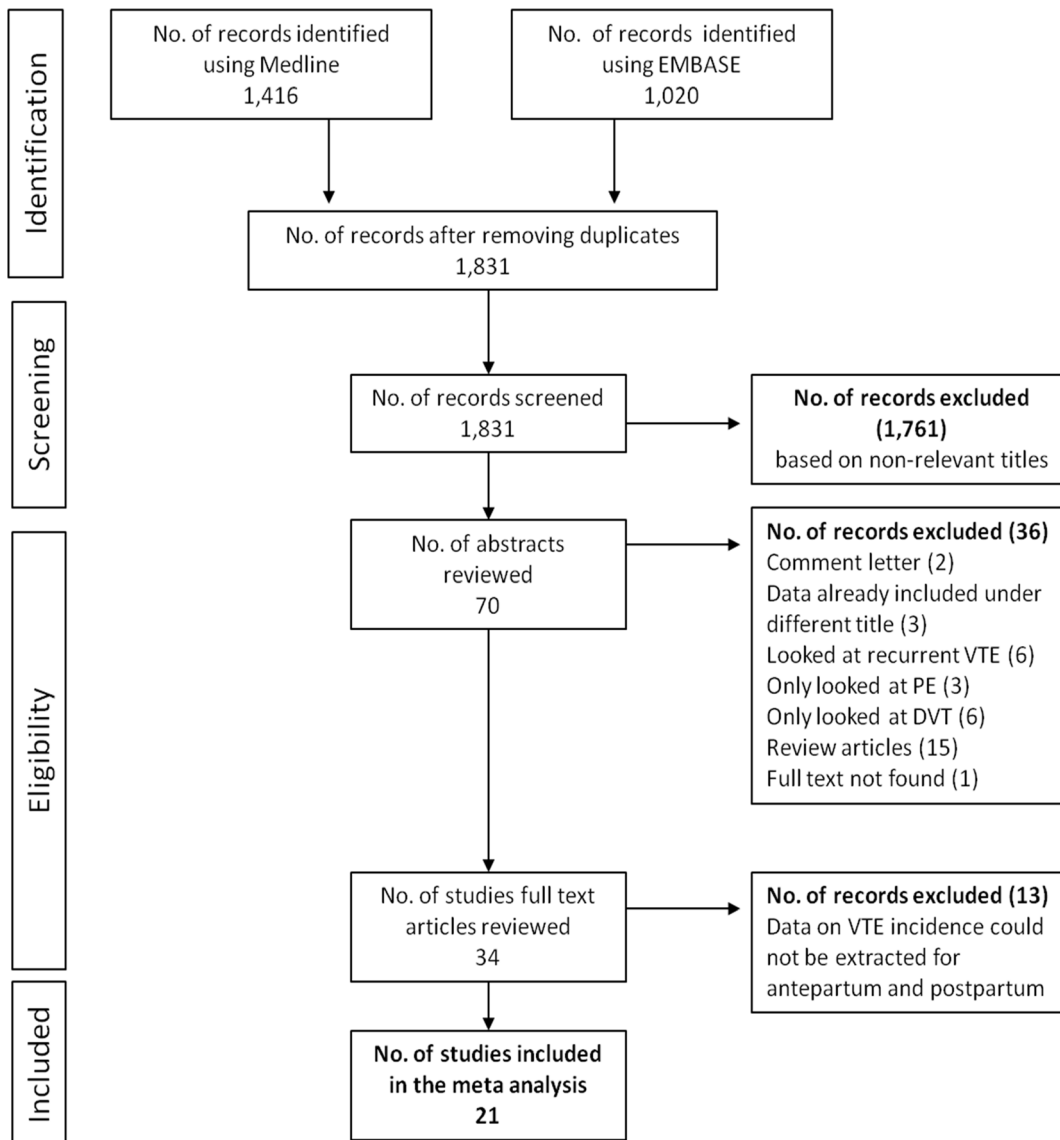 Identification
No. of records identified
using Medline
1,416
No. of records identified
using EMBASE
1,020
No. of records after removing duplicates
1,831
Screening
No. of records screened
1,831
No. of records excluded
(1,761)
based on non-relevant titles
Eligibility
No. of abstracts
reviewed
70
No. of records excluded (36)
Comment letter (2)
Data already included under
different title (3)
Looked at recurrent VTE (6)
Only looked at PE (3)
Only looked at DVT (6)
Review articles (15)
Full text not found (1)
No. of studies full text
articles reviewed
34
No. of records excluded (13)
Data on VTE incidence could
not be extracted for
antepartum and postpartum
Included
No. of studies included
in the meta analysis
21